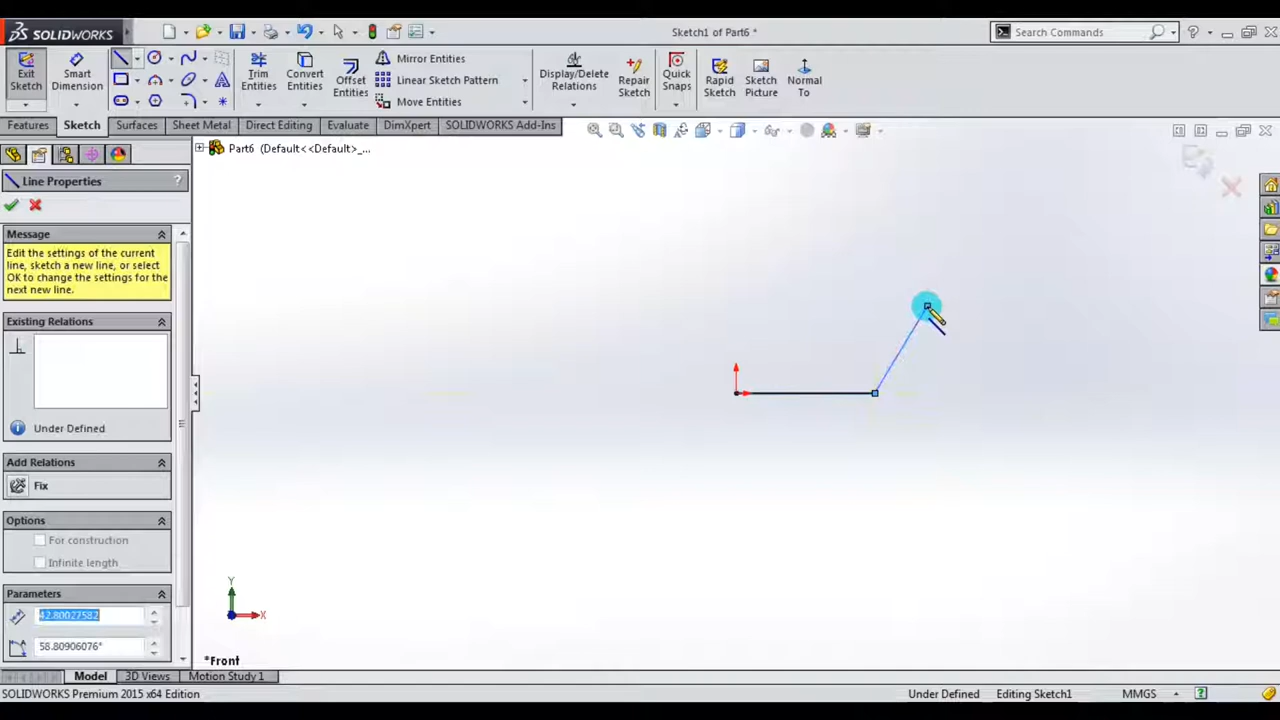 SOLIDWORKS
Sketch1 of Part6 *
Search Commands
Exit Sketch
Smart Dimension
Trim Entities
Convert Entities
Offset Entities
Mirror Entities
Linear Sketch Pattern
Move Entities
Display/Delete Relations
Repair Sketch
Quick Snaps
Rapid Sketch
Sketch Picture
Normal To
Features
Sketch
Surfaces
Sheet Metal
Direct Editing
Evaluate
DimXpert
SOLIDWORKS Add-Ins
Part6 (Default<<Default>_...
Line Properties
?
Message
Edit the settings of the current
line, sketch a new line, or select
OK to change the settings for the
next new line.
Existing Relations
Under Defined
Add Relations
Fix
Options
For construction
Infinite length
Parameters
42.80027582
58.80906076°
Y
X
*Front
Model
3D Views
Motion Study 1
SOLIDWORKS Premium 2015 x64 Edition
Under Defined
Editing Sketch1
MMGS